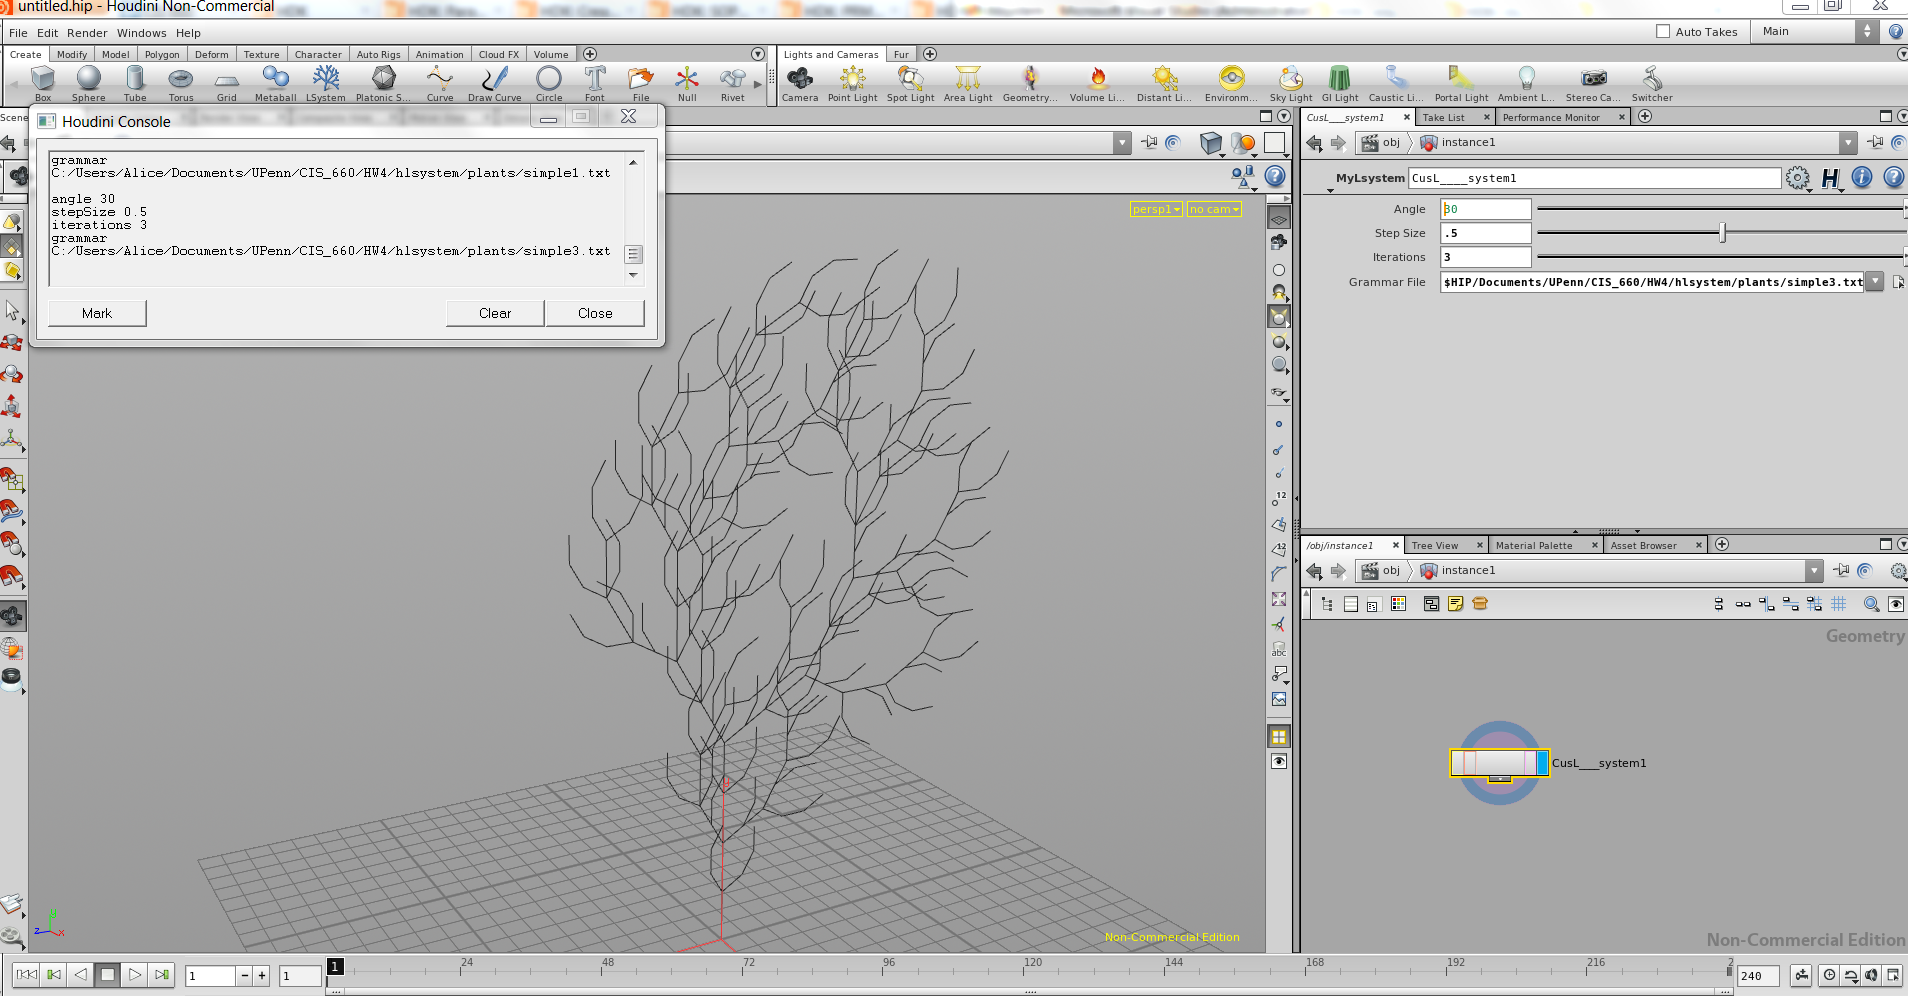 untitled.hip - Houdini Non-Commercial
File Edit Render Windows Help
Auto Takes Main
Create Modify Model Polygon Deform Texture Character Auto Rigs Animation Cloud FX Volume
Lights and Cameras Fur
Box Sphere Tube Torus Grid Metaball LSystem Platonic S... Curve Draw Curve Circle Font File Null Rivet
Camera Point Light Spot Light Area Light Geometry... Volume Li... Distant Li... Environm... Sky Light GI Light Caustic Li... Portal Light Ambient L... Stereo Ca... Switcher
Scene
Houdini Console
grammar
C:/Users/Alice/Documents/UPenn/CIS_660/HW4/hlsystem/plants/simple1.txt
angle 30
stepSize 0.5
iterations 3
grammar
C:/Users/Alice/Documents/UPenn/CIS_660/HW4/hlsystem/plants/simple3.txt
Mark Clear Close
persp1 no cam
y
z x
Non-Commercial Edition
12
12
abc
CusL___system1 Take List Performance Monitor
obj instance1
MyLsystem CusL____system1
Angle 30
Step Size .5
Iterations 3
Grammar File $HIP/Documents/UPenn/CIS_660/HW4/hlsystem/plants/simple3.txt
/obj/instance1 Tree View Material Palette Asset Browser
obj instance1
Geometry
CusL___system1
Non-Commercial Edition
1 1 1 24 48 72 96 120 144 168 192 216 2 240